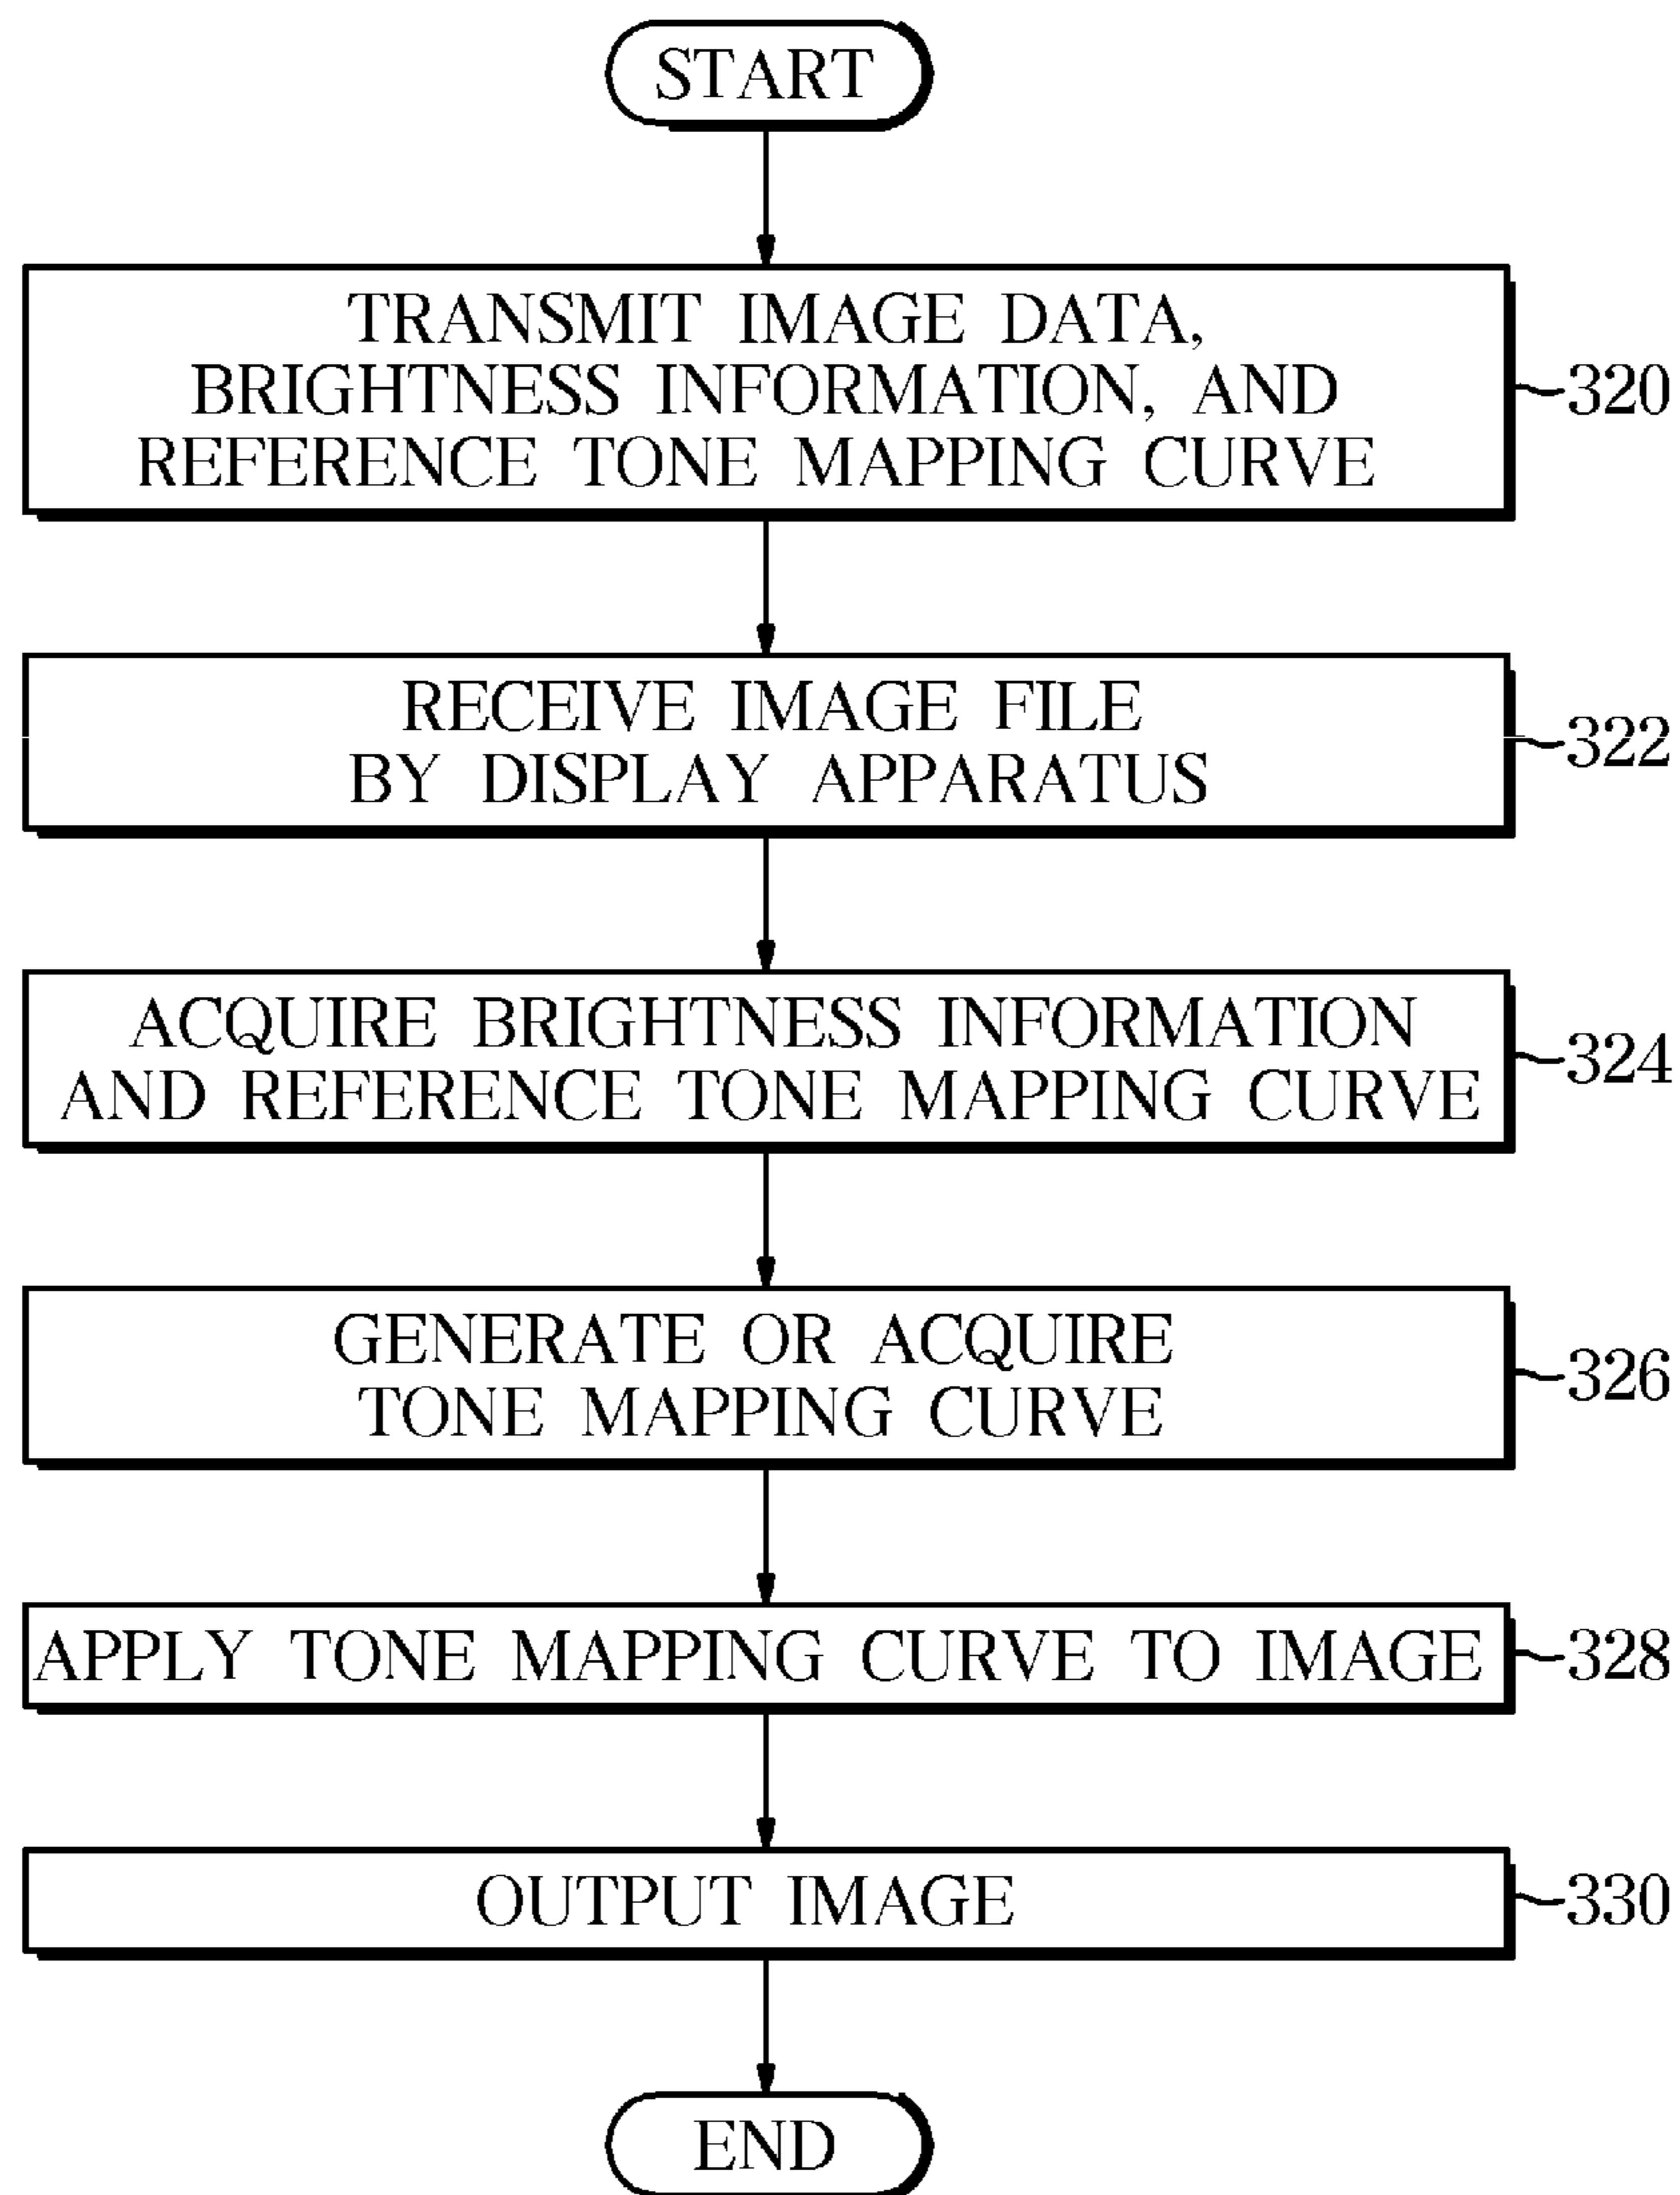 START
TRANSMIT IMAGE DATA,
BRIGHTNESS INFORMATION, AND
REFERENCE TONE MAPPING CURVE
320
RECEIVE IMAGE FILE
BY DISPLAY APPARATUS
322
ACQUIRE BRIGHTNESS INFORMATION
AND REFERENCE TONE MAPPING CURVE
324
GENERATE OR ACQUIRE
TONE MAPPING CURVE
326
APPLY TONE MAPPING CURVE TO IMAGE
328
OUTPUT IMAGE
330
END